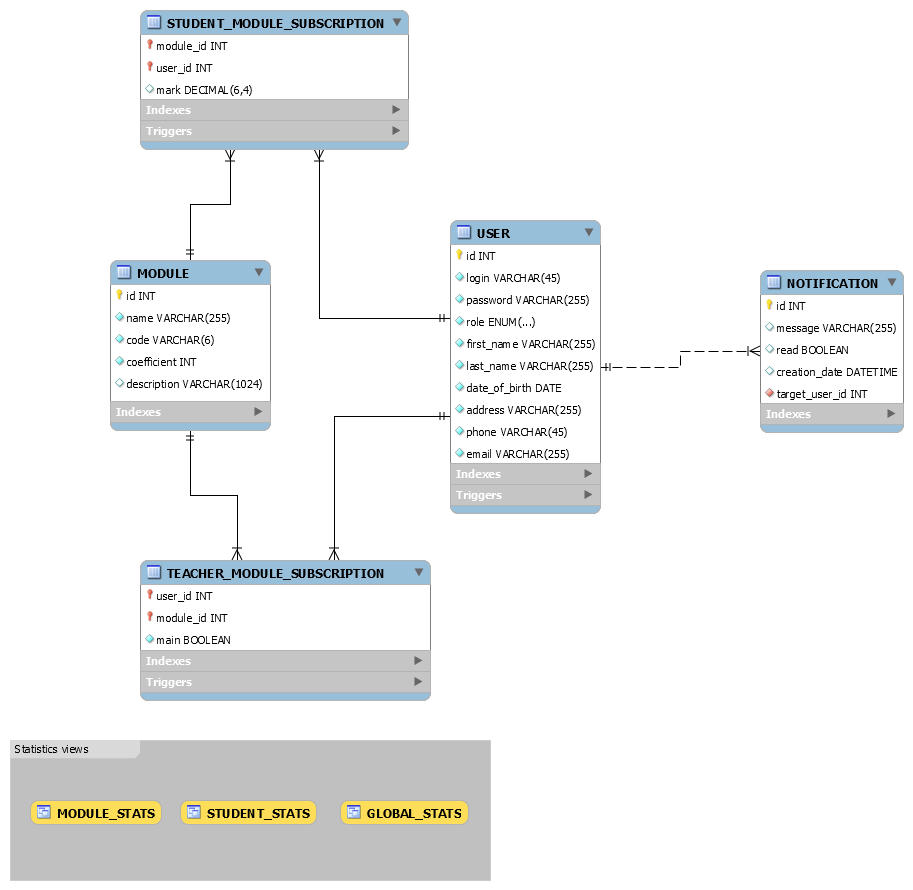 STUDENT_MODULE_SUBSCRIPTION
module_id INT
user_id INT
mark DECIMAL(6,4)
Indexes
Triggers
USER
id INT
login VARCHAR(45)
password VARCHAR(255)
role ENUM(...)
first_name VARCHAR(255)
last_name VARCHAR(255)
date_of_birth DATE
address VARCHAR(255)
phone VARCHAR(45)
email VARCHAR(255)
Indexes
Triggers
MODULE
id INT
name VARCHAR(255)
code VARCHAR(6)
coefficient INT
description VARCHAR(1024)
Indexes
NOTIFICATION
id INT
message VARCHAR(255)
read BOOLEAN
creation_date DATETIME
target_user_id INT
Indexes
TEACHER_MODULE_SUBSCRIPTION
user_id INT
module_id INT
main BOOLEAN
Indexes
Triggers
Statistics views
MODULE_STATS
STUDENT_STATS
GLOBAL_STATS